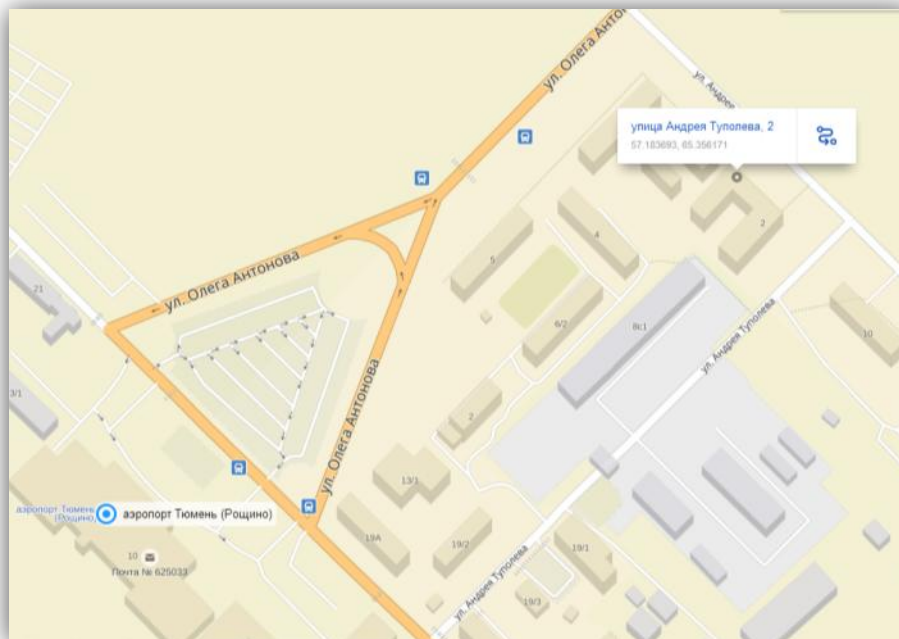 ул. Олега Антоно
ул. Андрея
улица Андрея Туполева, 2
57.183693, 65.356171
2
4
5
ул. Олега Антонова
21
6/2
8с1
ул. Андрея Туполева
10
3/1
ул. Олега Антонова
2
13/1
аэропорт Тюмень
(Рощино)
аэропорт Тюмень (Рощино)
19А
19/2
19/1
10
Почта № 625033
ул. Андрея Туполева
19/3